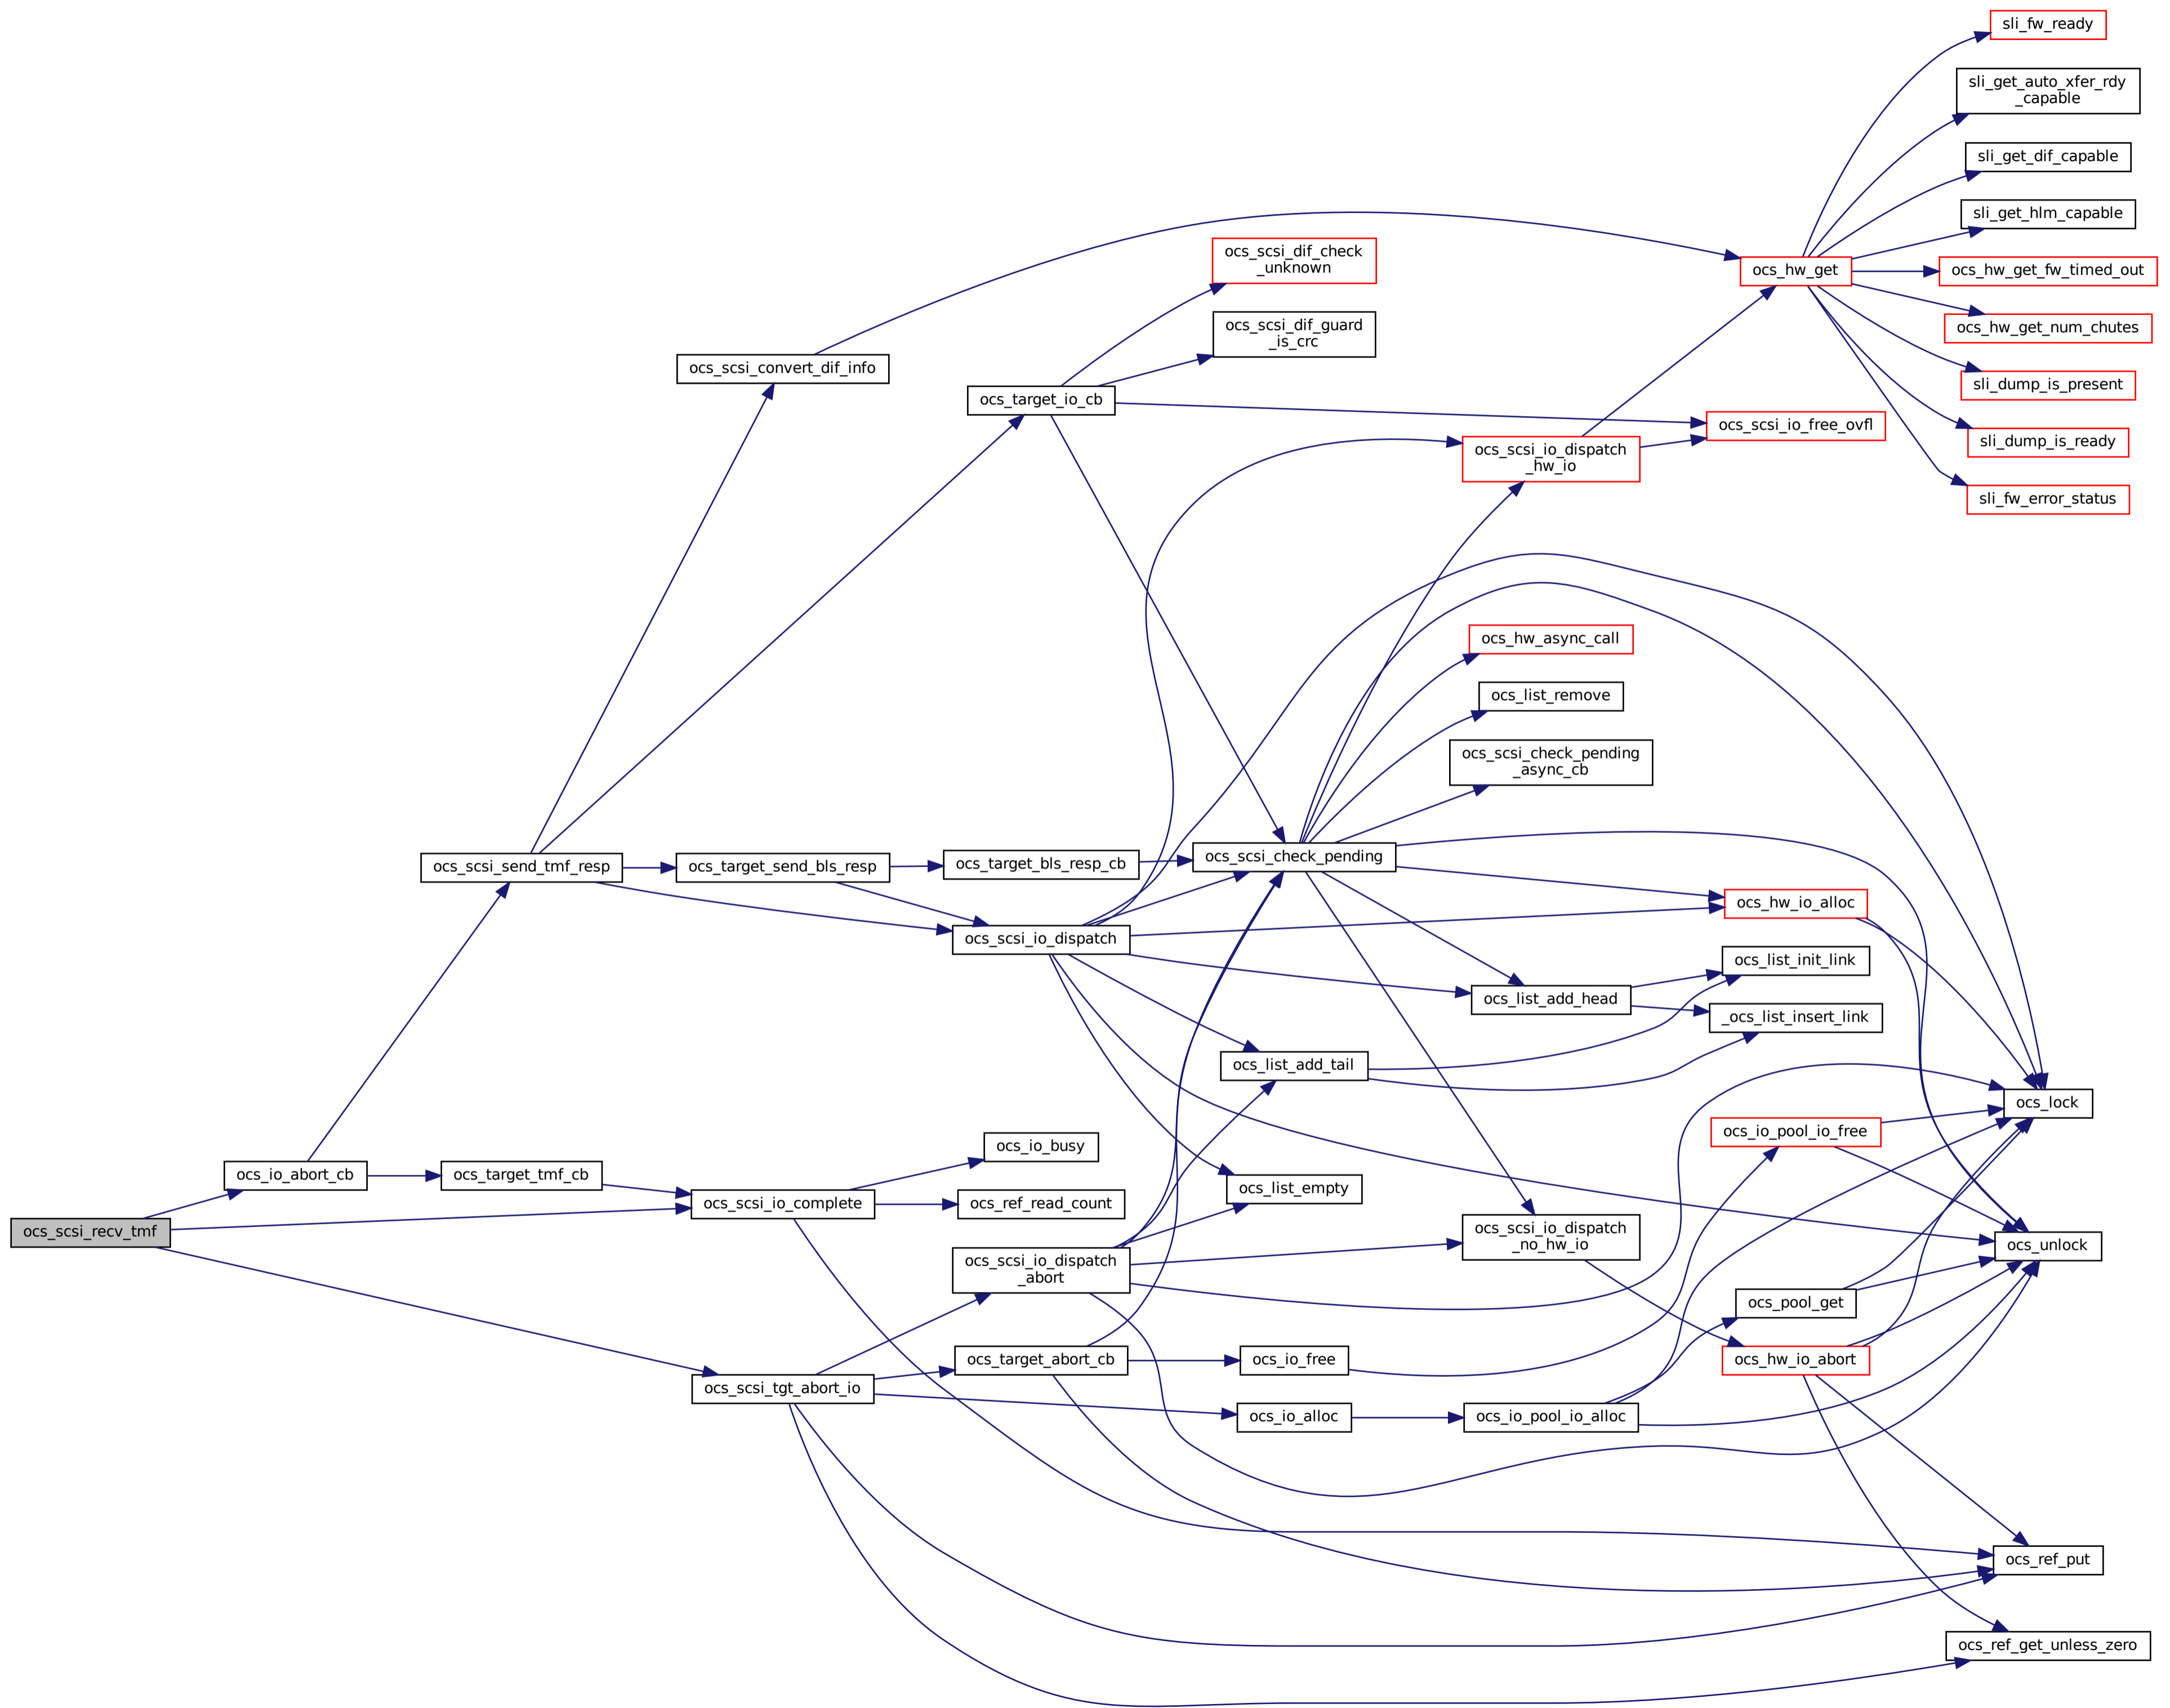 sli_fw_ready
sli_get_auto_xfer_rdy
_capable
sli_get_dif_capable
sli_get_hlm_capable
ocs_scsi_dif_check
_unknown
ocs_hw_get
ocs_hw_get_fw_timed_out
ocs_scsi_dif_guard
_is_crc
ocs_hw_get_num_chutes
ocs_scsi_convert_dif_info
sli_dump_is_present
ocs_target_io_cb
ocs_scsi_io_free_ovfl
sli_dump_is_ready
ocs_scsi_io_dispatch
_hw_io
sli_fw_error_status
ocs_hw_async_call
ocs_list_remove
ocs_scsi_check_pending
_async_cb
ocs_scsi_send_tmf_resp
ocs_target_send_bls_resp
ocs_target_bls_resp_cb
ocs_scsi_check_pending
ocs_hw_io_alloc
ocs_scsi_io_dispatch
ocs_list_init_link
ocs_list_add_head
_ocs_list_insert_link
ocs_list_add_tail
ocs_lock
ocs_io_pool_io_free
ocs_io_busy
ocs_io_abort_cb
ocs_target_tmf_cb
ocs_list_empty
ocs_scsi_io_complete
ocs_ref_read_count
ocs_scsi_recv_tmf
ocs_scsi_io_dispatch
_no_hw_io
ocs_unlock
ocs_scsi_io_dispatch
_abort
ocs_pool_get
ocs_target_abort_cb
ocs_io_free
ocs_hw_io_abort
ocs_scsi_tgt_abort_io
ocs_io_alloc
ocs_io_pool_io_alloc
ocs_ref_put
ocs_ref_get_unless_zero